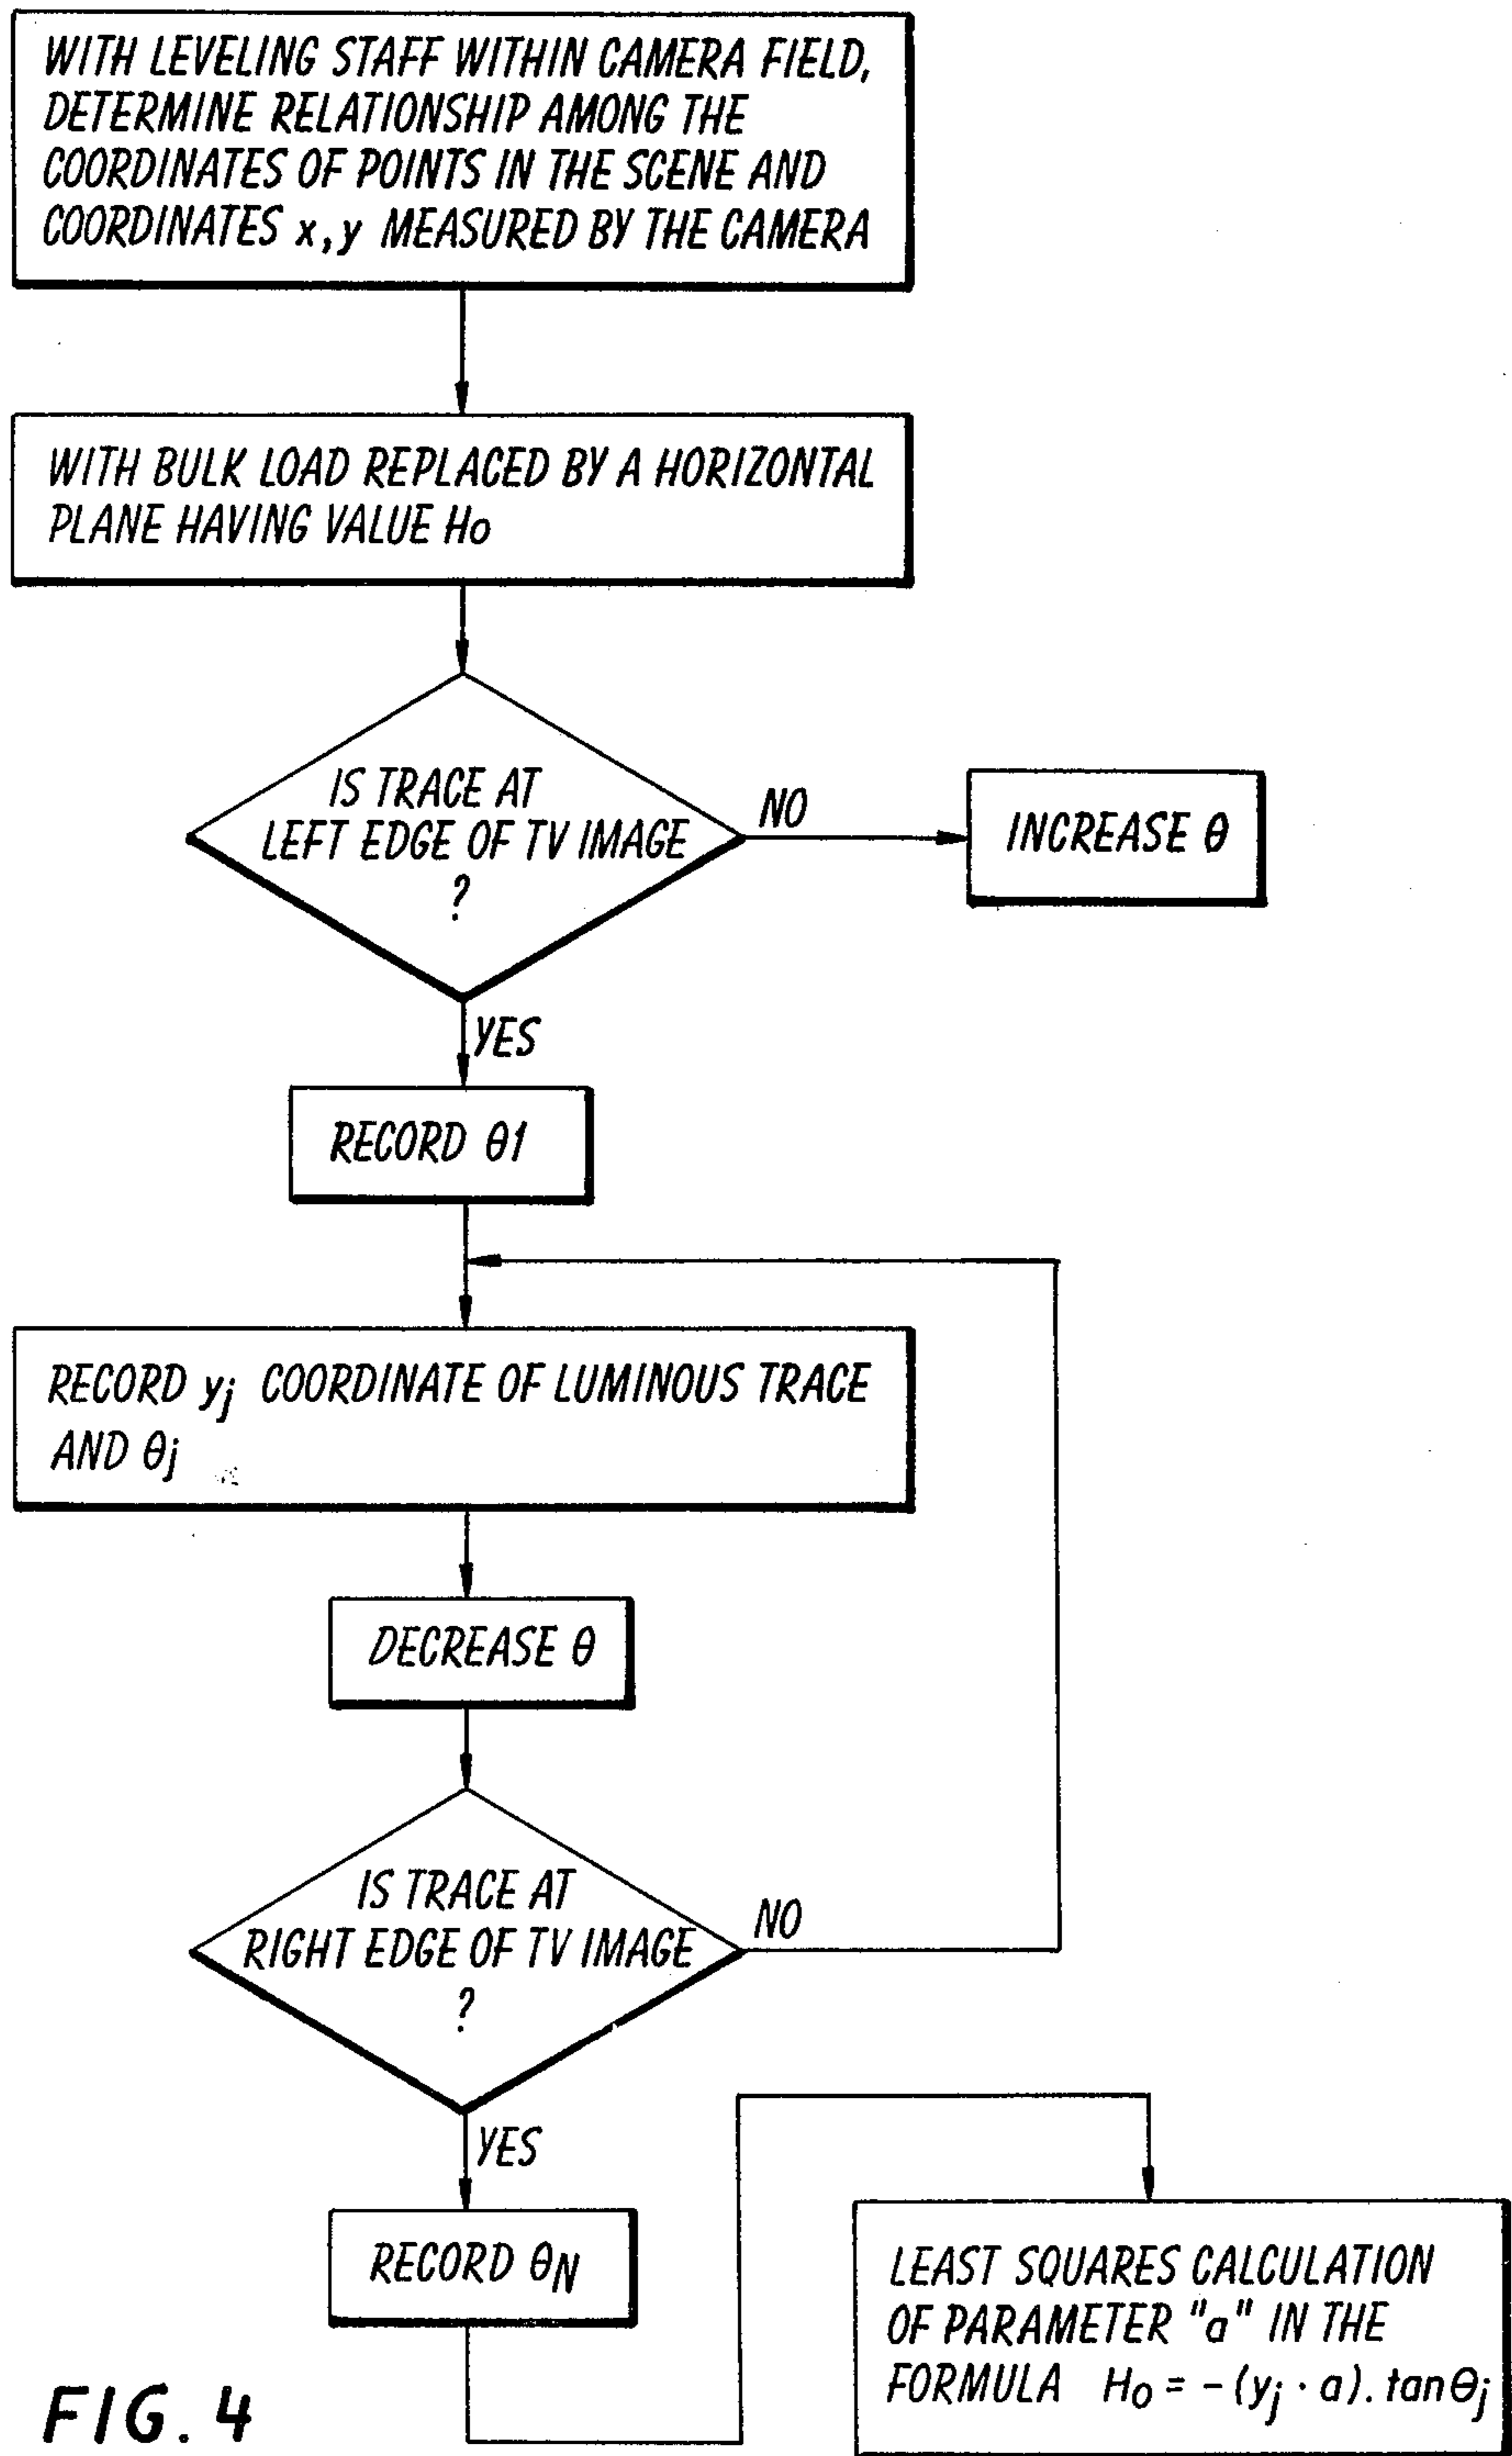 WITH LEVELING STAFF WITHIN CAMERA FIELD,
DETERMINE RELATIONSHIP AMONG THE
COORDINATES OF POINTS IN THE SCENE AND
COORDINATES x, y MEASURED BY THE CAMERA
WITH BULK LOAD REPLACED BY A HORIZONTAL
PLANE HAVING VALUE Ho
IS TRACE AT
LEFT EDGE OF TV IMAGE
?
NO
INCREASE θ
YES
RECORD θ1
RECORD yj COORDINATE OF LUMINOUS TRACE
AND θj
DECREASE θ
IS TRACE AT
RIGHT EDGE OF TV IMAGE
?
NO
YES
RECORD θN
LEAST SQUARES CALCULATION
OF PARAMETER "a" IN THE
FORMULA Ho = - (yj · a). tan θj
FIG. 4